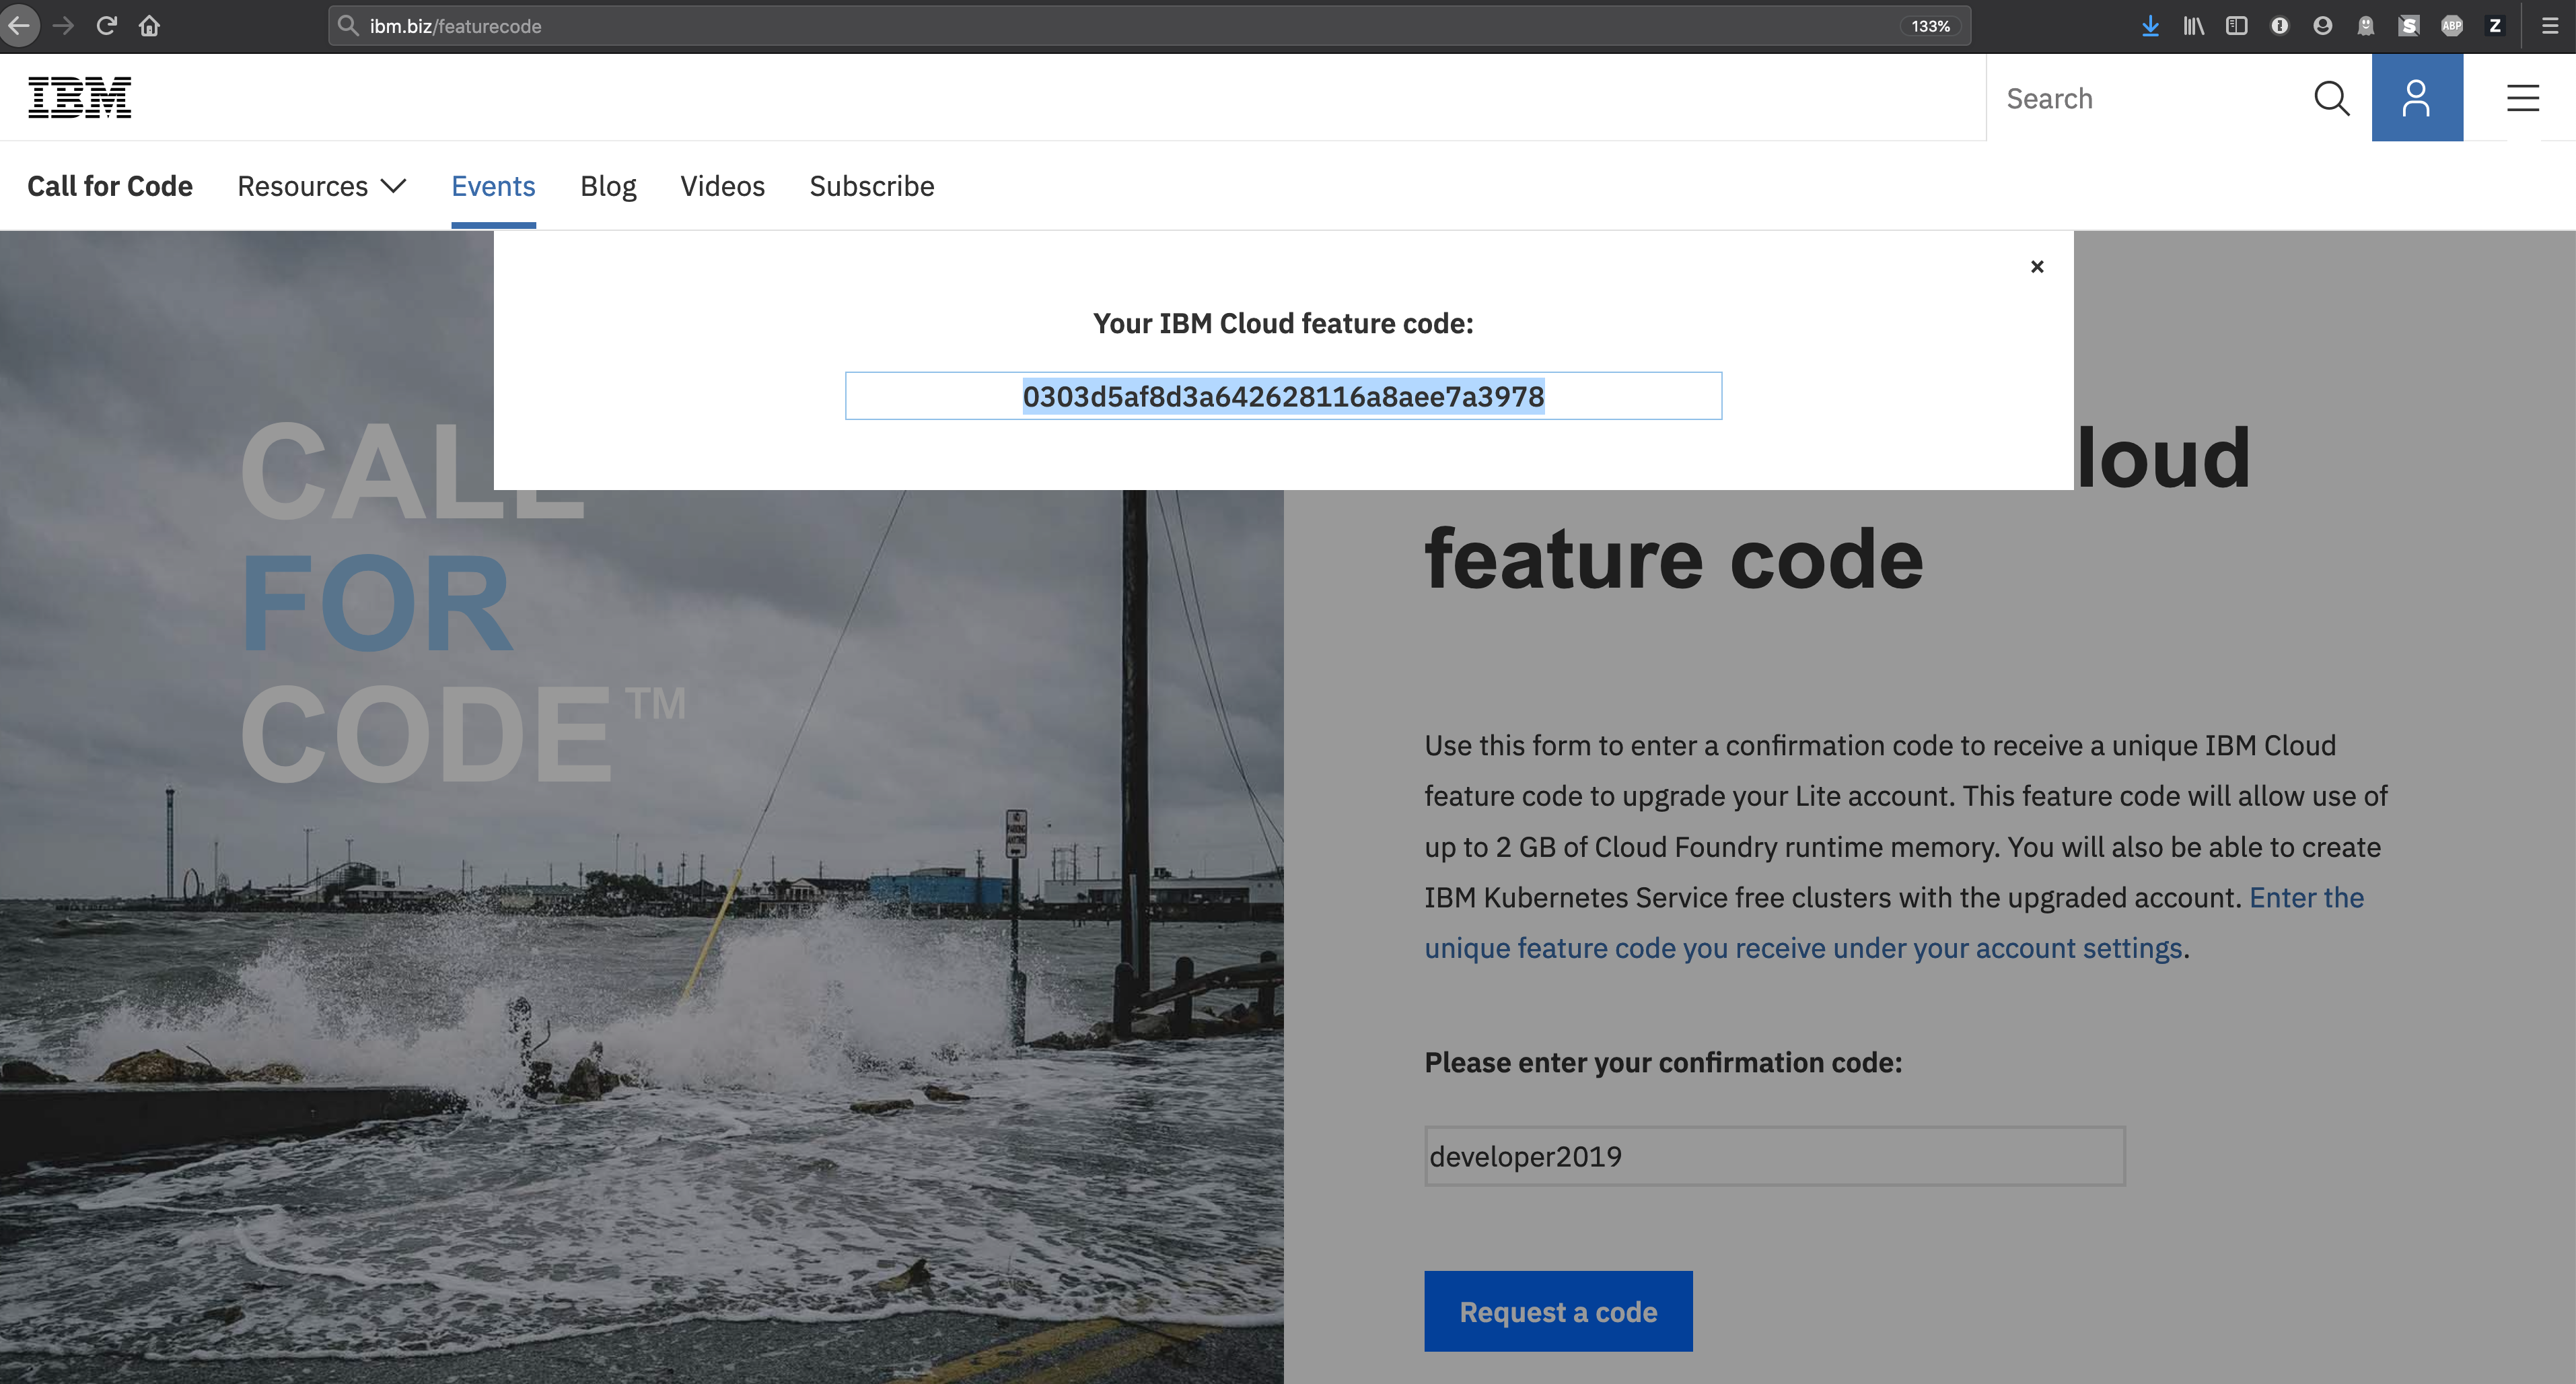 ibm.biz/featurecode
133%
S
ABP
Z
IBM
Search
Call for Code
Resources
Events
Blog
Videos
Subscribe
×
Your IBM Cloud feature code:
0303d5af8d3a642628116a8aee7a3978
CALL
FOR
CODE™
loud
feature code
NO
PARKING
ANYTIME
Use this form to enter a confirmation code to receive a unique IBM Cloud
feature code to upgrade your Lite account. This feature code will allow use of
up to 2 GB of Cloud Foundry runtime memory. You will also be able to create
IBM Kubernetes Service free clusters with the upgraded account. Enter the
unique feature code you receive under your account settings.
Please enter your confirmation code:
developer2019
Request a code